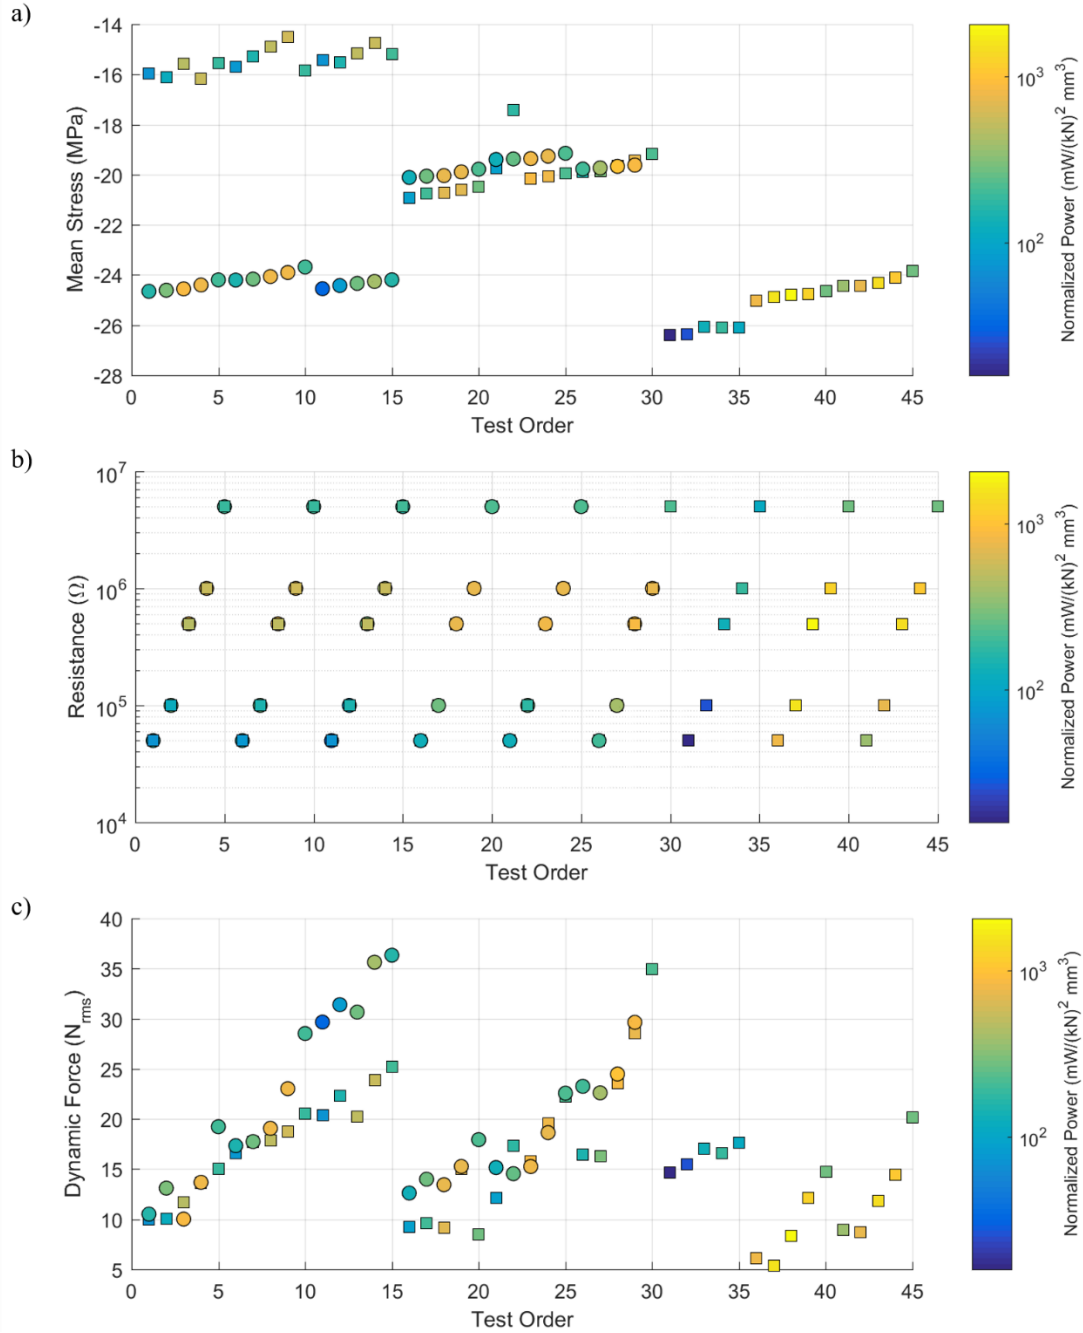 a)
-14
-16
-18
-20
-22
-24
-26
-28
Mean Stress (MPa)
0 5 10 15 20 25 30 35 40 45
Test Order
10³
10²
Normalized Power (mW/(kN)² mm³)
b)
10⁷
10⁶
10⁵
10⁴
Resistance (Ω)
5 10 15 20 25 30 35 40 45
Test Order
10³
10²
Normalized Power (mW/(kN)² mm³)
c)
40
35
30
25
20
15
10
5
Dynamic Force (Nrms)
0 5 10 15 20 25 30 35 40 45
Test Order
10³
10²
Normalized Power (mW/(kN)² mm³)